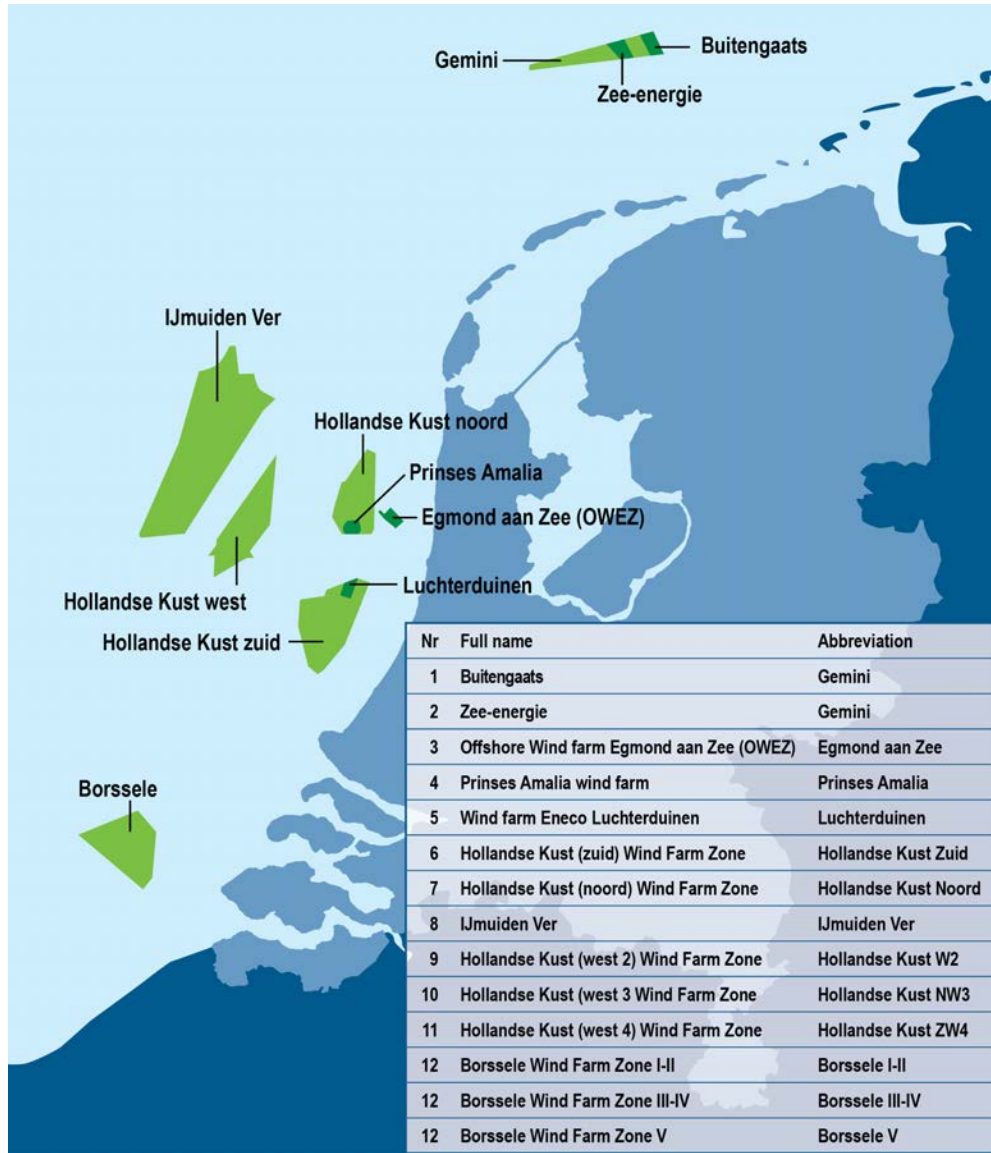 Gemini
Buitengaats
Zee-energie
IJmuiden Ver
Hollandse Kust noord
Prinses Amalia
Egmond aan Zee (OWEZ)
Luchterduinen
Hollandse Kust west
Hollandse Kust zuid
Borssele
Nr Full name Abbreviation
1 Buitengaats Gemini
2 Zee-energie Gemini
3 Offshore Wind farm Egmond aan Zee (OWEZ) Egmond aan Zee
4 Prinses Amalia wind farm Prinses Amalia
5 Wind farm Eneco Luchterduinen Luchterduinen
6 Hollandse Kust (zuid) Wind Farm Zone Hollandse Kust Zuid
7 Hollandse Kust (noord) Wind Farm Zone Hollandse Kust Noord
8 IJmuiden Ver IJmuiden Ver
9 Hollandse Kust (west 2) Wind Farm Zone Hollandse Kust W2
10 Hollandse Kust (west 3 Wind Farm Zone Hollandse Kust NW3
11 Hollandse Kust (west 4) Wind Farm Zone Hollandse Kust ZW4
12 Borssele Wind Farm Zone I-II Borssele I-II
12 Borssele Wind Farm Zone III-IV Borssele III-IV
12 Borssele Wind Farm Zone V Borssele V